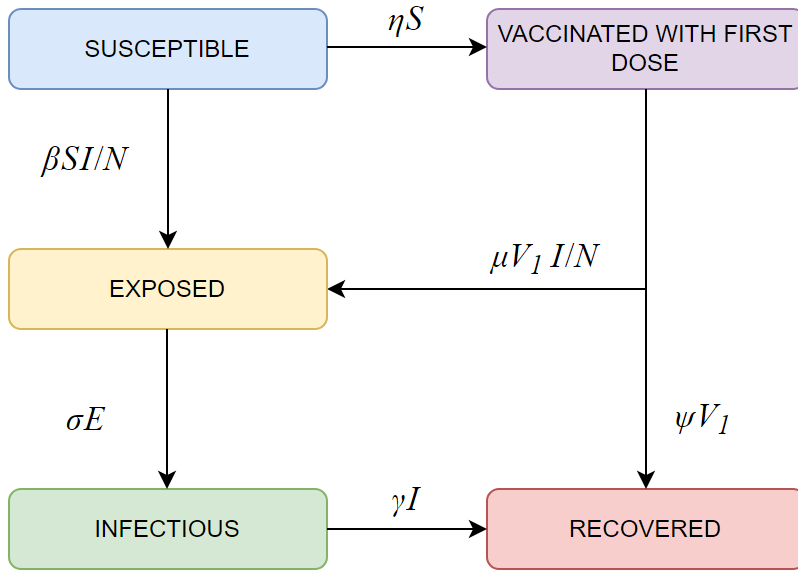 ηS
SUSCEPTIBLE
VACCINATED WITH FIRST
DOSE
βSI/N
μV₁ I/N
EXPOSED
σE
ψV₁
γI
INFECTIOUS
RECOVERED